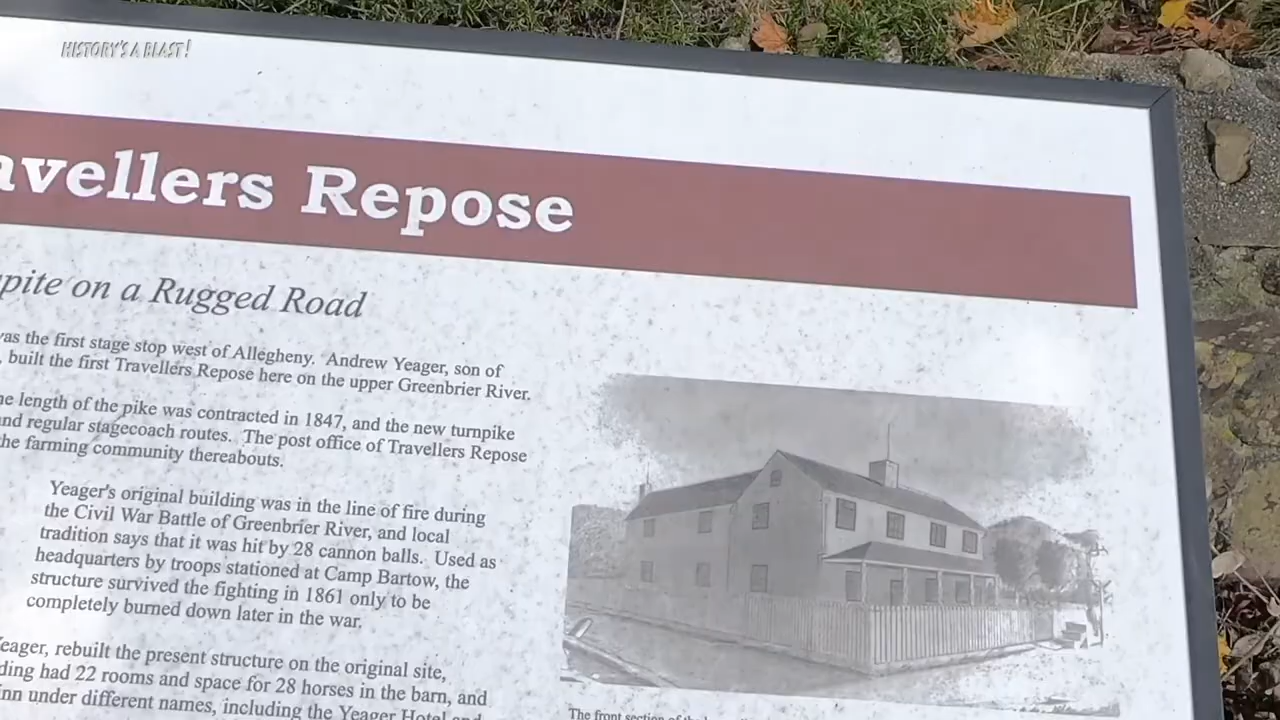 HISTORY'S A BLAST!
avellers Repose
pite on a Rugged Road
was the first stage stop west of Allegheny. Andrew Yeager, son of
, built the first Travellers Repose here on the upper Greenbrier River.
he length of the pike was contracted in 1847, and the new turnpike
nd regular stagecoach routes. The post office of Travellers Repose
the farming community thereabouts.
Yeager's original building was in the line of fire during
the Civil War Battle of Greenbrier River, and local
tradition says that it was hit by 28 cannon balls. Used as
headquarters by troops stationed at Camp Bartow, the
structure survived the fighting in 1861 only to be
completely burned down later in the war.
Yeager, rebuilt the present structure on the original site,
ding had 22 rooms and space for 28 horses in the barn, and
inn under different names, including the Yeager Hotel and
The front section of the